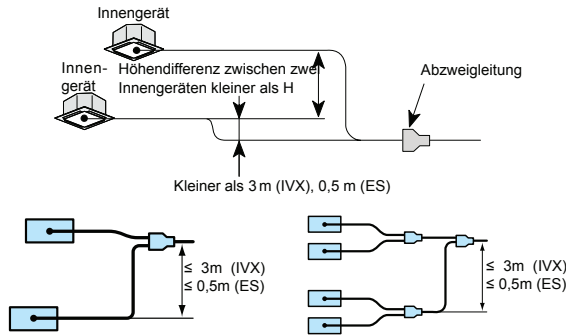 Innengerät
Innen-
gerät
Höhendifferenz zwischen zwei
Innengeräten kleiner als H
Abzweigleitung
Kleiner als 3 m (IVX), 0,5 m (ES)
≤ 3m (IVX)
≤ 0,5m (ES)
≤ 3m (IVX)
≤ 0,5m (ES)